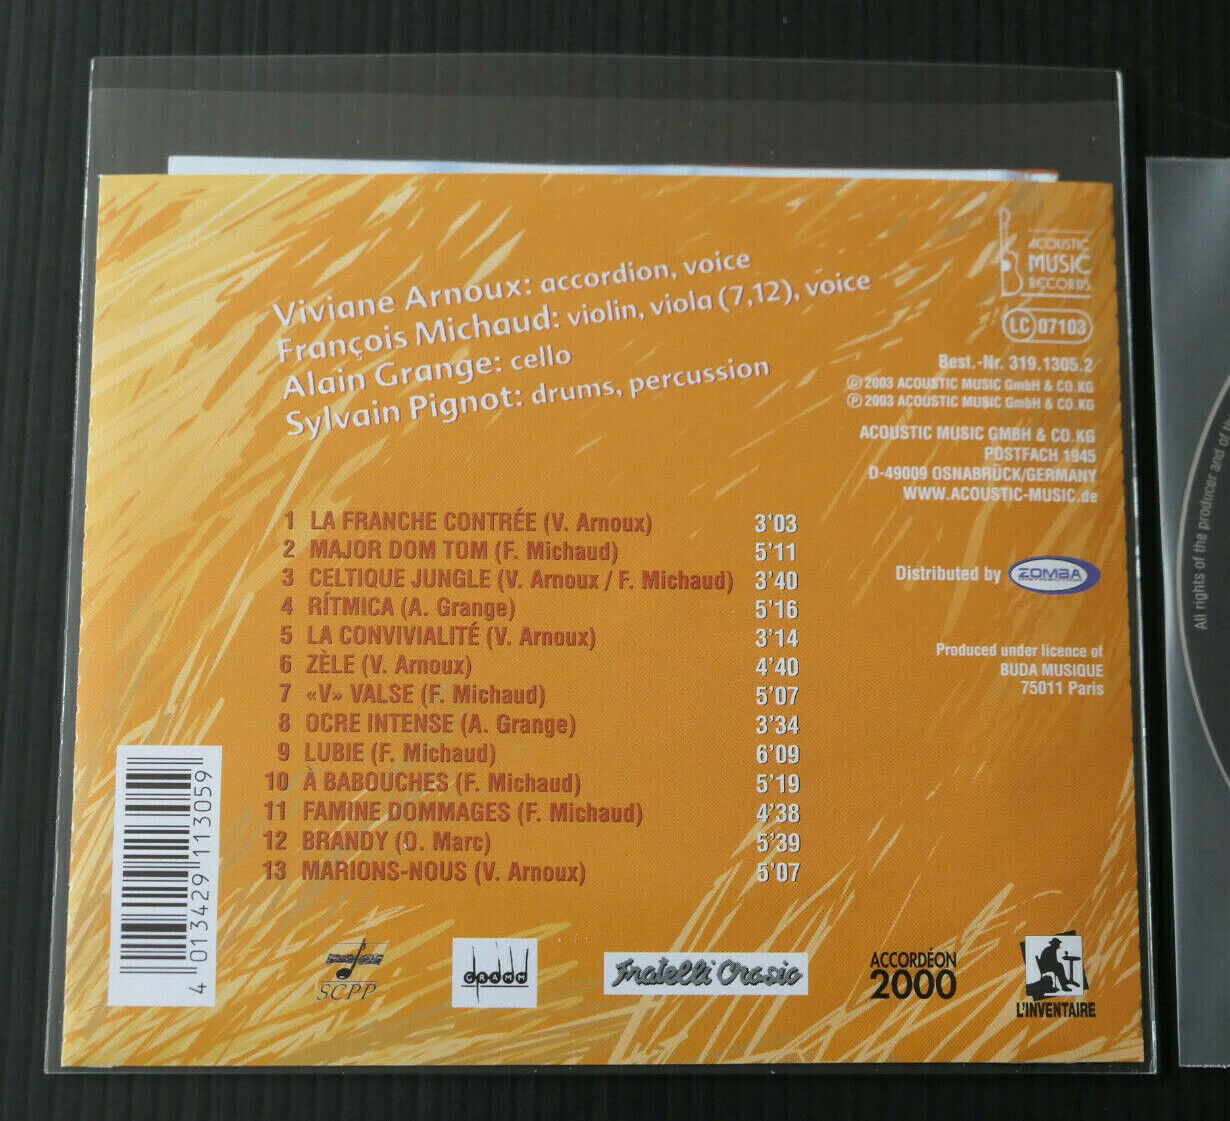 Viviane Arnoux: accordion, voice
François Michaud: violin, viola (7,12), voice
Alain Grange: cello
Sylvain Pignot: drums, percussion
ACOUSTIC
MUSIC
RECORDS
LC 07103
Best.-Nr. 319.1305.2
© 2003 ACOUSTIC MUSIC GmbH & CO.KG
℗ 2003 ACOUSTIC MUSIC GmbH & CO.KG
ACOUSTIC MUSIC GMBH & CO.KG
POSTFACH 1945
D-49009 OSNABRÜCK/GERMANY
WWW.ACOUSTIC-MUSIC.de
1 LA FRANCHE CONTRÉE (V. Arnoux) 3'03
2 MAJOR DOM TOM (F. Michaud) 5'11
3 CELTIQUE JUNGLE (V. Arnoux / F. Michaud) 3'40
4 RÍTMICA (A. Grange) 5'16
5 LA CONVIVIALITÉ (V. Arnoux) 3'14
6 ZÈLE (V. Arnoux) 4'40
7 «V» VALSE (F. Michaud) 5'07
8 OCRE INTENSE (A. Grange) 3'34
9 LUBIE (F. Michaud) 6'09
10 À BABOUCHES (F. Michaud) 5'19
11 FAMINE DOMMAGES (F. Michaud) 4'38
12 BRANDY (O. Marc) 5'39
13 MARIONS-NOUS (V. Arnoux) 5'07
Distributed by ZOMBA
Produced under licence of
BUDA MUSIQUE
75011 Paris
4 013429 113059
SCPP
GRAMM
Fratelli Crosio
ACCORDÉON
2000
L'INVENTAIRE
All rights of the producer and of th